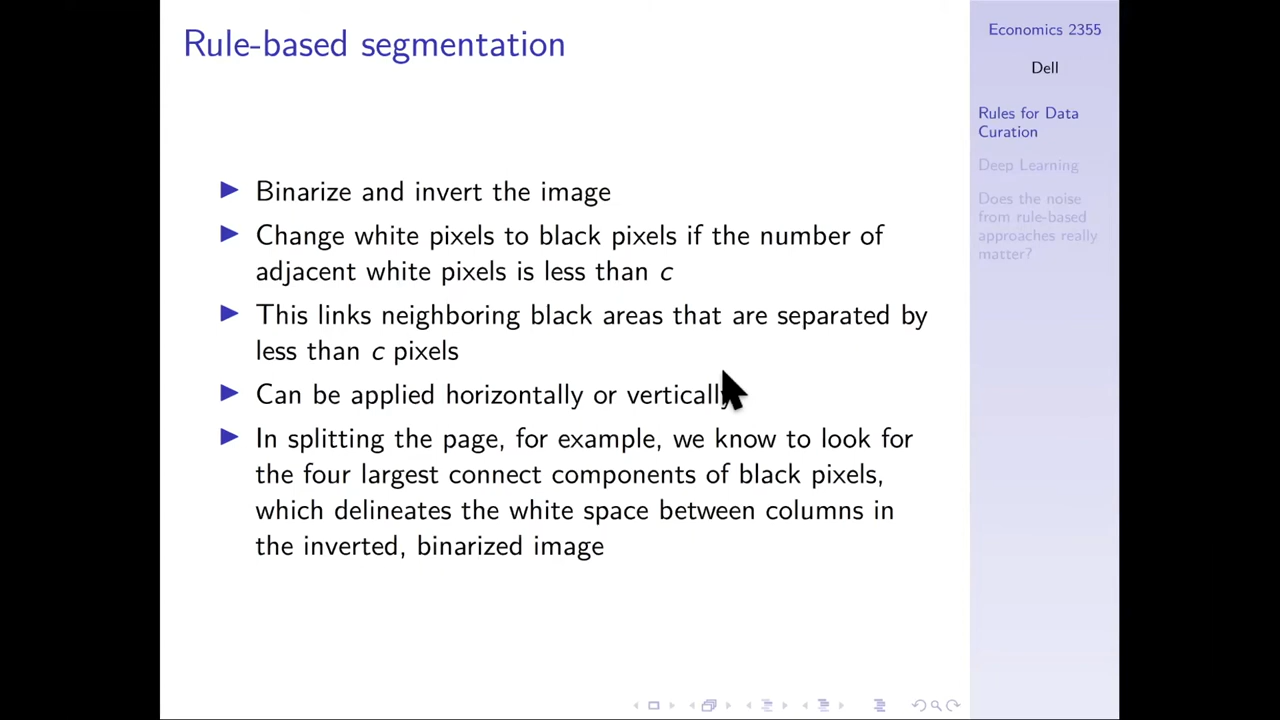 Rule-based segmentation
Binarize and invert the image
Change white pixels to black pixels if the number of
adjacent white pixels is less than c
This links neighboring black areas that are separated by
less than c pixels
Can be applied horizontally or vertically
In splitting the page, for example, we know to look for
the four largest connect components of black pixels,
which delineates the white space between columns in
the inverted, binarized image
Economics 2355
Dell
Rules for Data
Curation
Deep Learning
Does the noise
from rule-based
approaches really
matter?